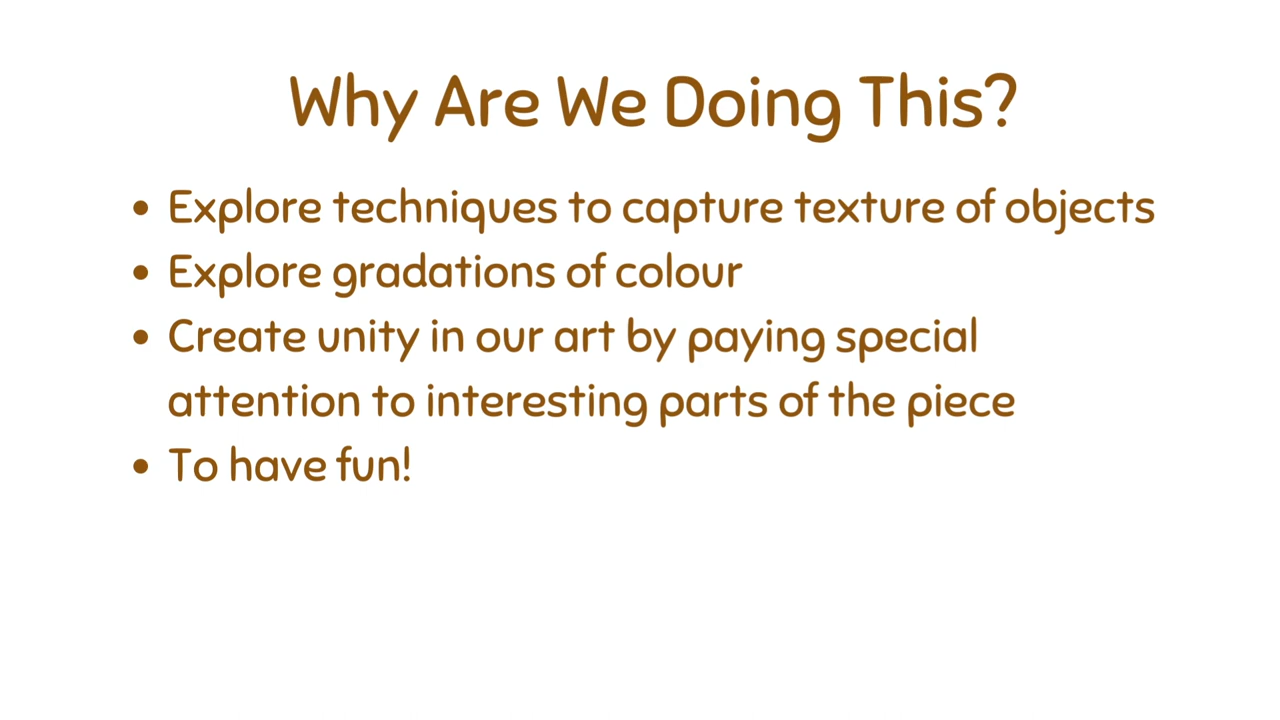 Why Are We Doing This?
• Explore techniques to capture texture of objects
• Explore gradations of colour
• Create unity in our art by paying special
attention to interesting parts of the piece
• To have fun!